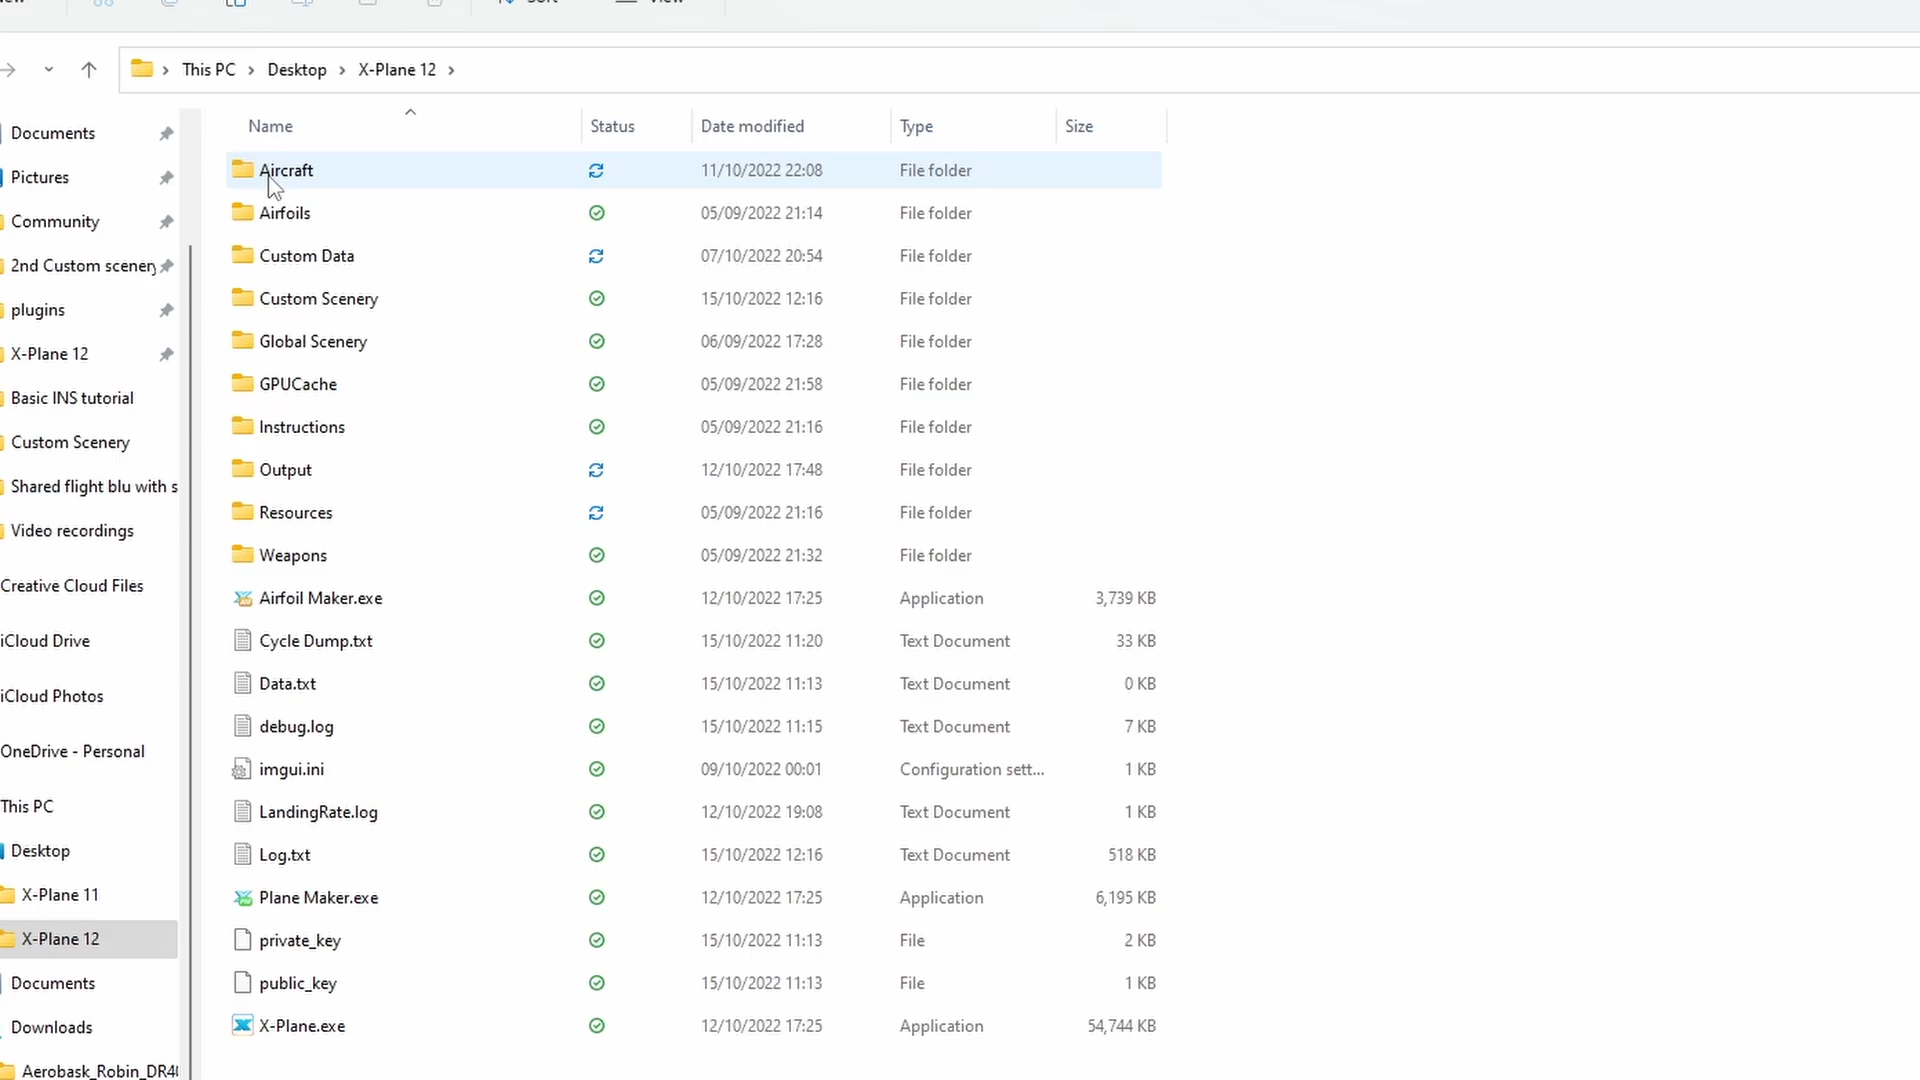 This PC > Desktop > X-Plane 12 >
Name Status Date modified Type Size
Documents
Pictures
Community
2nd Custom scenery
plugins
X-Plane 12
Basic INS tutorial
Custom Scenery
Shared flight blu with s
Video recordings
Creative Cloud Files
iCloud Drive
iCloud Photos
OneDrive - Personal
This PC
Desktop
X-Plane 11
X-Plane 12
Documents
Downloads
Aerobask_Robin_DR40
Aircraft 11/10/2022 22:08 File folder
Airfoils 05/09/2022 21:14 File folder
Custom Data 07/10/2022 20:54 File folder
Custom Scenery 15/10/2022 12:16 File folder
Global Scenery 06/09/2022 17:28 File folder
GPUCache 05/09/2022 21:58 File folder
Instructions 05/09/2022 21:16 File folder
Output 12/10/2022 17:48 File folder
Resources 05/09/2022 21:16 File folder
Weapons 05/09/2022 21:32 File folder
Airfoil Maker.exe 12/10/2022 17:25 Application 3,739 KB
Cycle Dump.txt 15/10/2022 11:20 Text Document 33 KB
Data.txt 15/10/2022 11:13 Text Document 0 KB
debug.log 15/10/2022 11:15 Text Document 7 KB
imgui.ini 09/10/2022 00:01 Configuration sett... 1 KB
LandingRate.log 12/10/2022 19:08 Text Document 1 KB
Log.txt 15/10/2022 12:16 Text Document 518 KB
Plane Maker.exe 12/10/2022 17:25 Application 6,195 KB
private_key 15/10/2022 11:13 File 2 KB
public_key 15/10/2022 11:13 File 1 KB
X-Plane.exe 12/10/2022 17:25 Application 54,744 KB